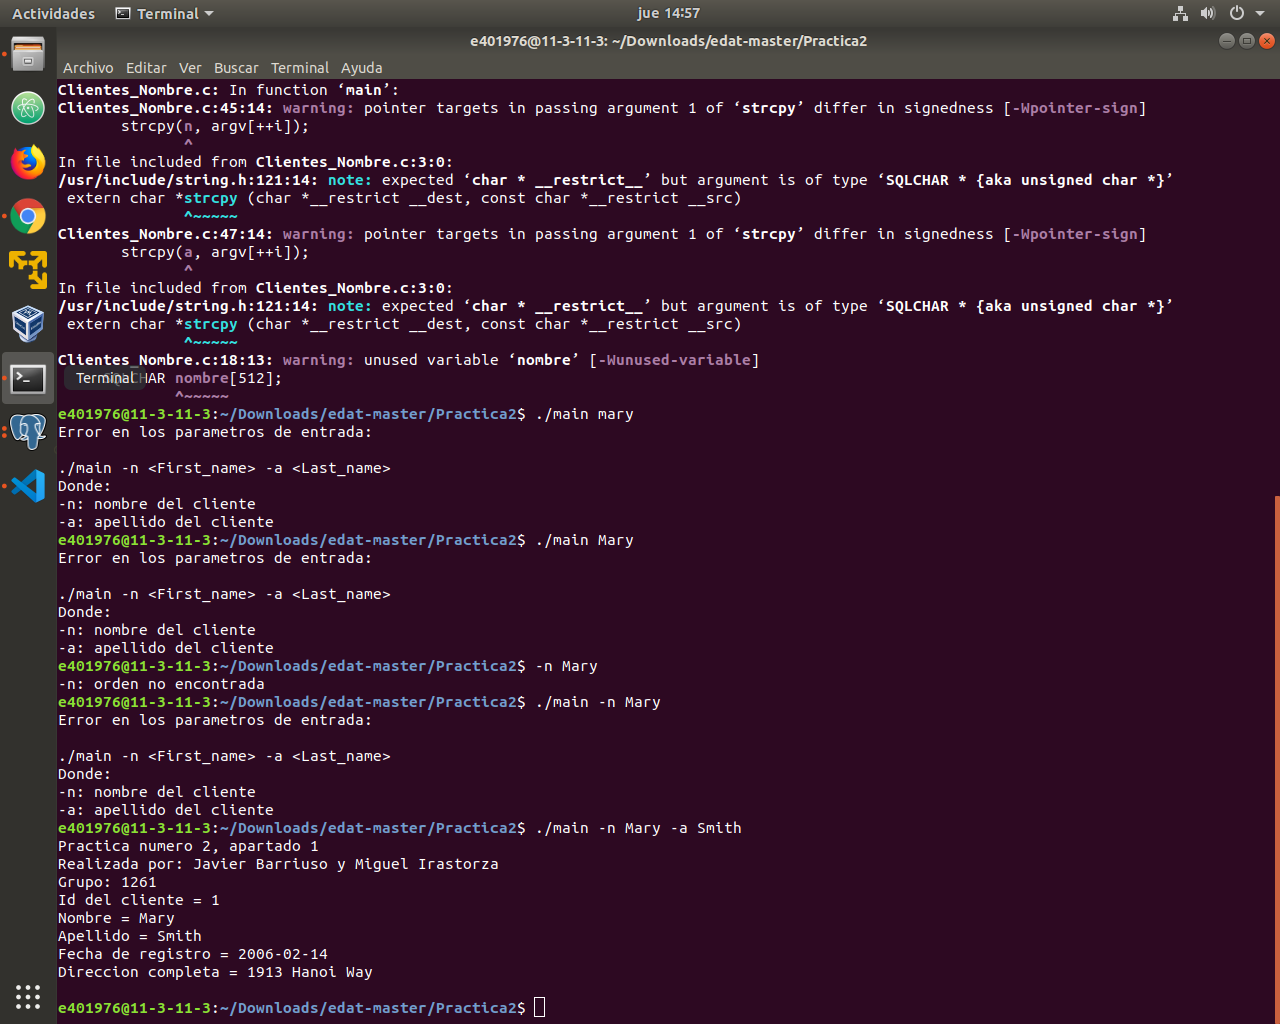 Actividades Terminal jue 14:57
e401976@11-3-11-3: ~/Downloads/edat-master/Practica2
Archivo Editar Ver Buscar Terminal Ayuda
Clientes_Nombre.c: In function ‘main’:
Clientes_Nombre.c:45:14: warning: pointer targets in passing argument 1 of ‘strcpy’ differ in signedness [-Wpointer-sign]
strcpy(n, argv[++i]);
^
In file included from Clientes_Nombre.c:3:0:
/usr/include/string.h:121:14: note: expected ‘char * __restrict__’ but argument is of type ‘SQLCHAR * {aka unsigned char *}’
extern char *strcpy (char *__restrict __dest, const char *__restrict __src)
^~~~~~
Clientes_Nombre.c:47:14: warning: pointer targets in passing argument 1 of ‘strcpy’ differ in signedness [-Wpointer-sign]
strcpy(a, argv[++i]);
^
In file included from Clientes_Nombre.c:3:0:
/usr/include/string.h:121:14: note: expected ‘char * __restrict__’ but argument is of type ‘SQLCHAR * {aka unsigned char *}’
extern char *strcpy (char *__restrict __dest, const char *__restrict __src)
^~~~~~
Clientes_Nombre.c:18:13: warning: unused variable ‘nombre’ [-Wunused-variable]
Terminal
SQLCHAR nombre[512];
^~~~~~
e401976@11-3-11-3:~/Downloads/edat-master/Practica2$ ./main mary
Error en los parametros de entrada:
./main -n <First_name> -a <Last_name>
Donde:
-n: nombre del cliente
-a: apellido del cliente
e401976@11-3-11-3:~/Downloads/edat-master/Practica2$ ./main Mary
Error en los parametros de entrada:
./main -n <First_name> -a <Last_name>
Donde:
-n: nombre del cliente
-a: apellido del cliente
e401976@11-3-11-3:~/Downloads/edat-master/Practica2$ -n Mary
-n: orden no encontrada
e401976@11-3-11-3:~/Downloads/edat-master/Practica2$ ./main -n Mary
Error en los parametros de entrada:
./main -n <First_name> -a <Last_name>
Donde:
-n: nombre del cliente
-a: apellido del cliente
e401976@11-3-11-3:~/Downloads/edat-master/Practica2$ ./main -n Mary -a Smith
Practica numero 2, apartado 1
Realizada por: Javier Barriuso y Miguel Irastorza
Grupo: 1261
Id del cliente = 1
Nombre = Mary
Apellido = Smith
Fecha de registro = 2006-02-14
Direccion completa = 1913 Hanoi Way
e401976@11-3-11-3:~/Downloads/edat-master/Practica2$